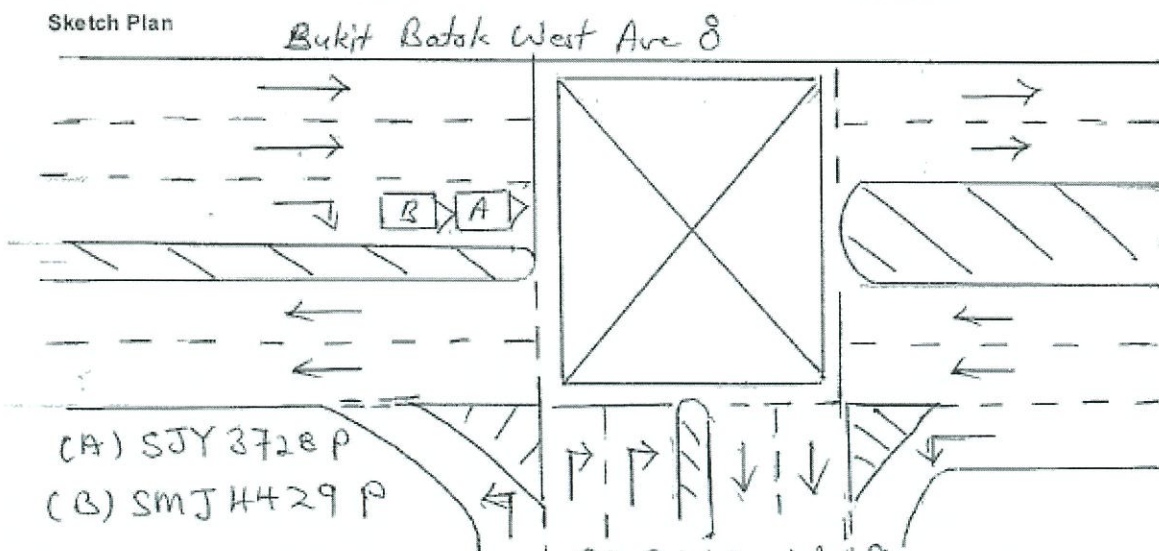 Sketch Plan
Bukit Batok West Ave 8
B A
(A) SJY 3728 P
(B) SMJ 4429 P